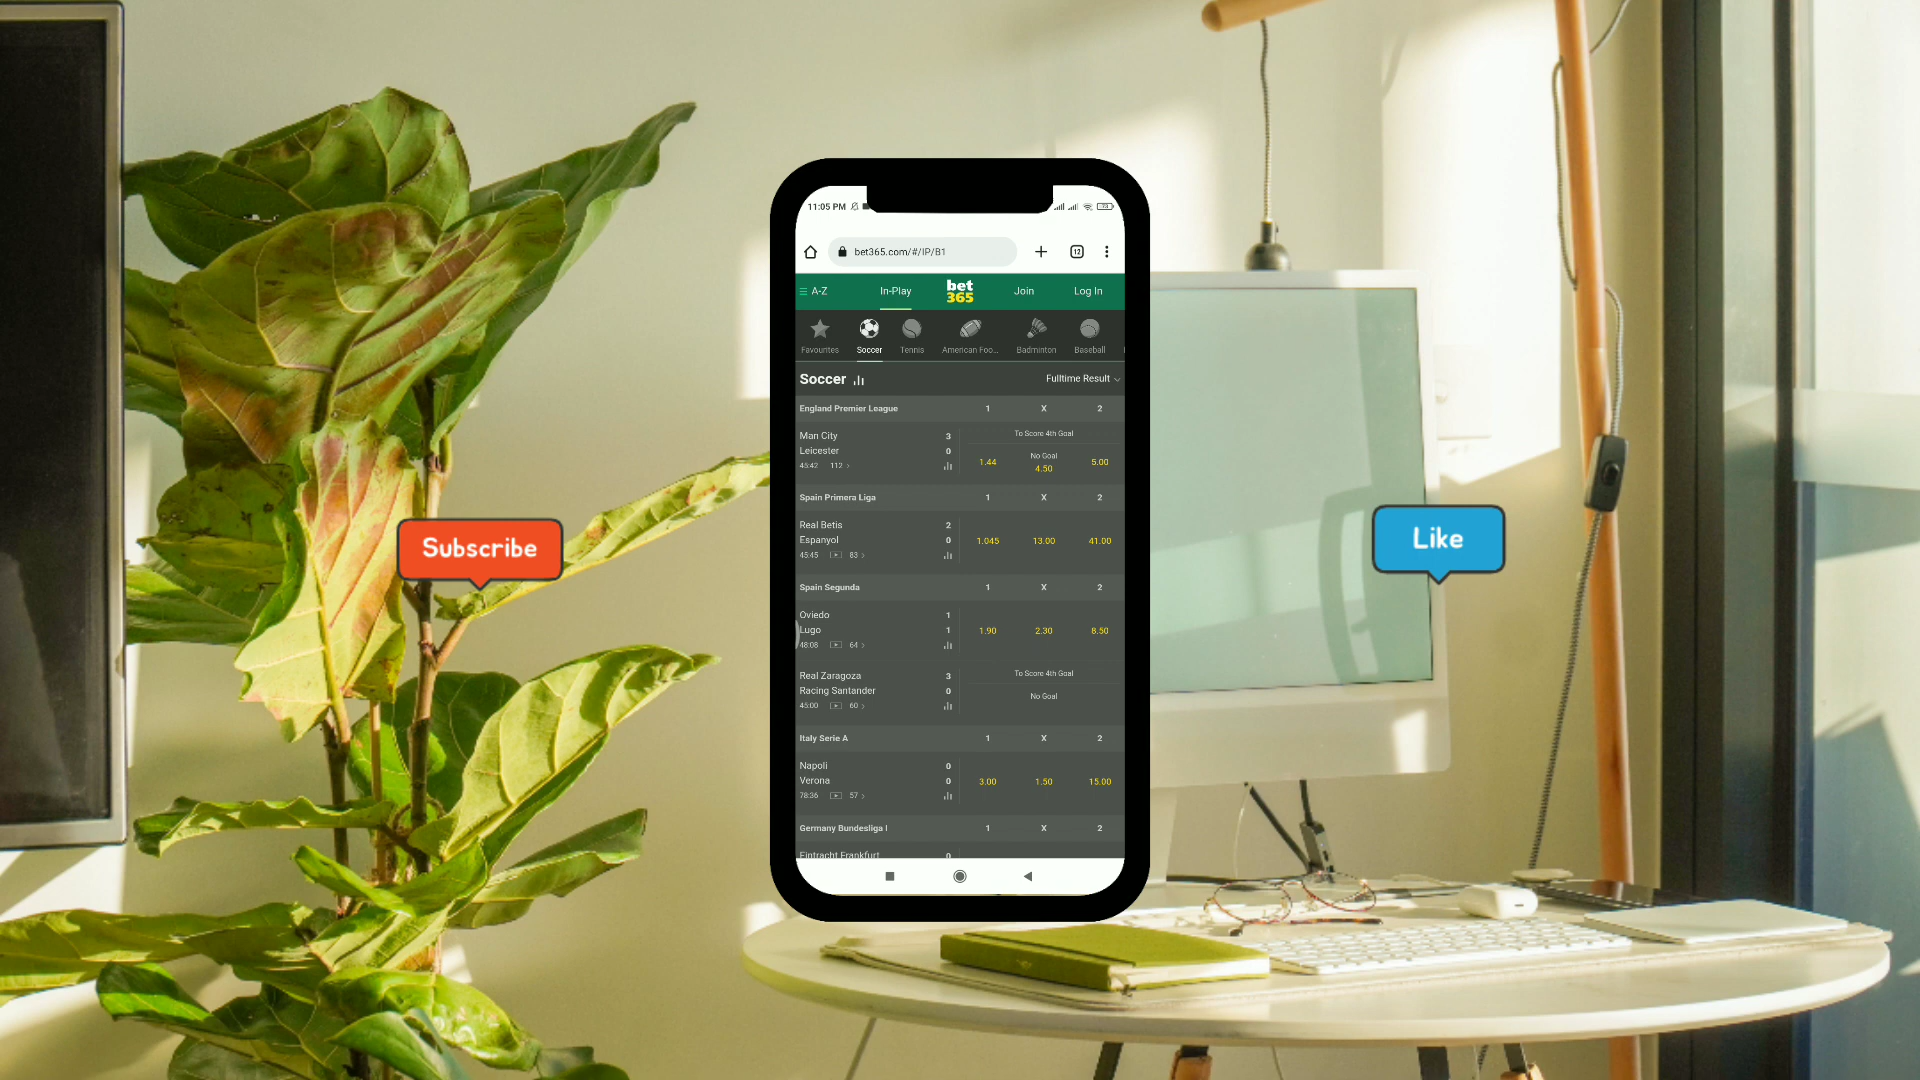 11:05 PM
bet365.com/#/IP/B1
12
A-Z
In-Play
bet
365
Join
Log In
Favourites
Soccer
Tennis
American Foo...
Badminton
Baseball
Soccer
Fulltime Result
England Premier League 1 X 2
Man City 3
Leicester 0
45:42 112
To Score 4th Goal
No Goal
1.44 4.50 5.00
Spain Primera Liga 1 X 2
Real Betis 2
Espanyol 0
45:45 83
1.045 13.00 41.00
Spain Segunda 1 X 2
Oviedo 1
Lugo 1
48:08 64
1.90 2.30 8.50
Real Zaragoza 3
Racing Santander 0
45:00 60
To Score 4th Goal
No Goal
Italy Serie A 1 X 2
Napoli 0
Verona 0
78:36 57
3.00 1.50 15.00
Germany Bundesliga I 1 X 2
Eintracht Frankfurt 0
Subscribe
Like